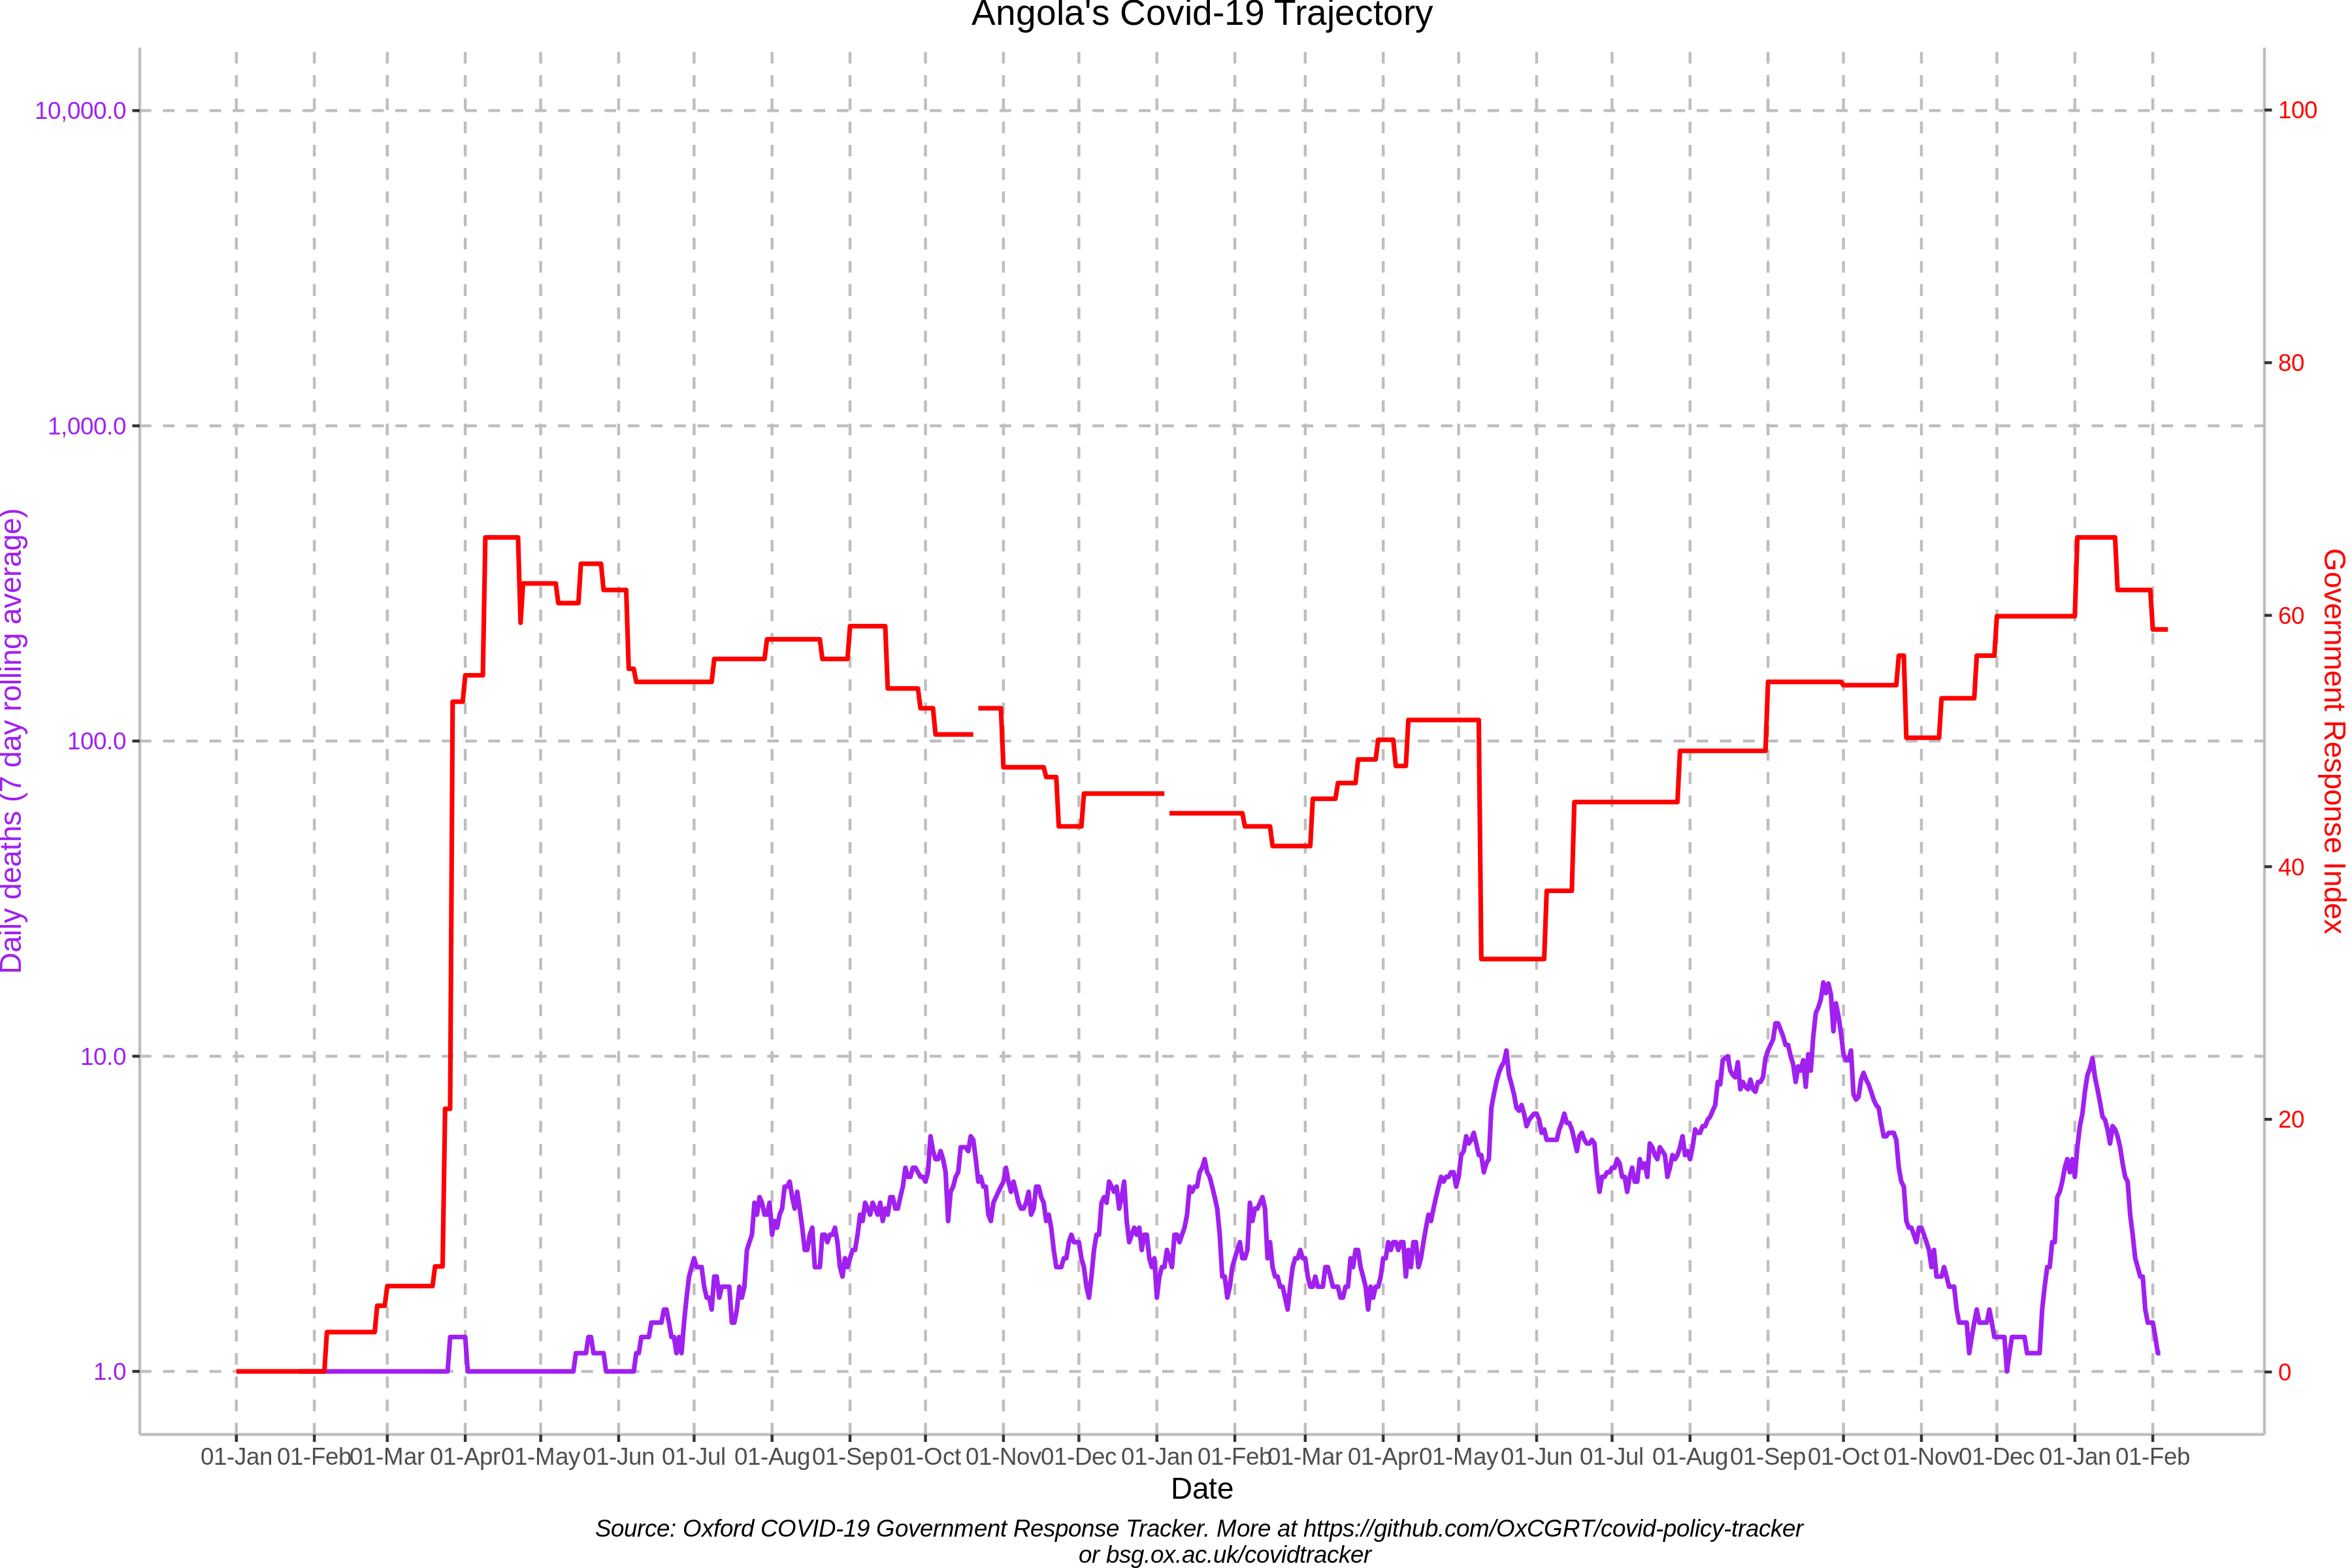 Angola's Covid-19 Trajectory
10,000.0
1,000.0
100.0
10.0
1.0
Daily deaths (7 day rolling average)
100
80
60
40
20
0
Government Response Index
01-Jan 01-Feb 01-Mar 01-Apr 01-May 01-Jun 01-Jul 01-Aug 01-Sep 01-Oct 01-Nov 01-Dec 01-Jan 01-Feb 01-Mar 01-Apr 01-May 01-Jun 01-Jul 01-Aug 01-Sep 01-Oct 01-Nov 01-Dec 01-Jan 01-Feb
Date
Source: Oxford COVID-19 Government Response Tracker. More at https://github.com/OxCGRT/covid-policy-tracker
or bsg.ox.ac.uk/covidtracker